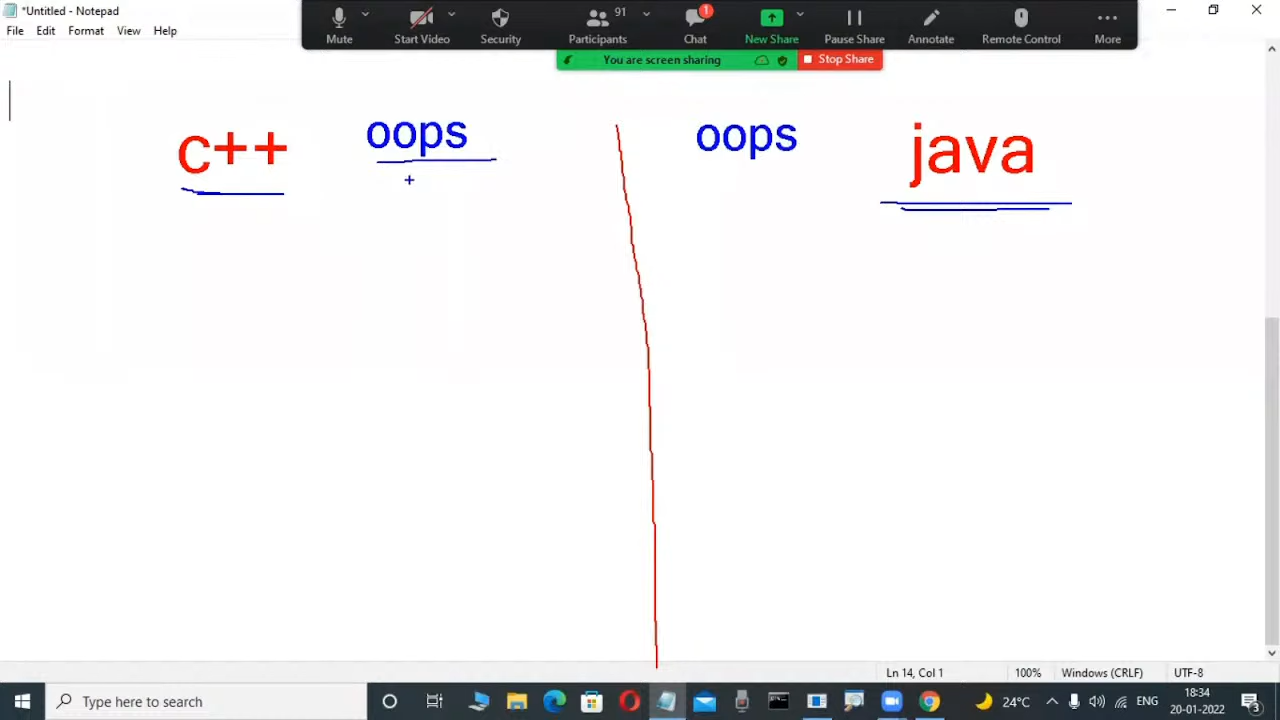 *Untitled - Notepad
File Edit Format View Help
91
1
Mute Start Video Security Participants Chat New Share Pause Share Annotate Remote Control More
You are screen sharing Stop Share
c++ oops oops java
Ln 14, Col 1 100% Windows (CRLF) UTF-8
Type here to search
24°C ENG 18:34
20-01-2022 3